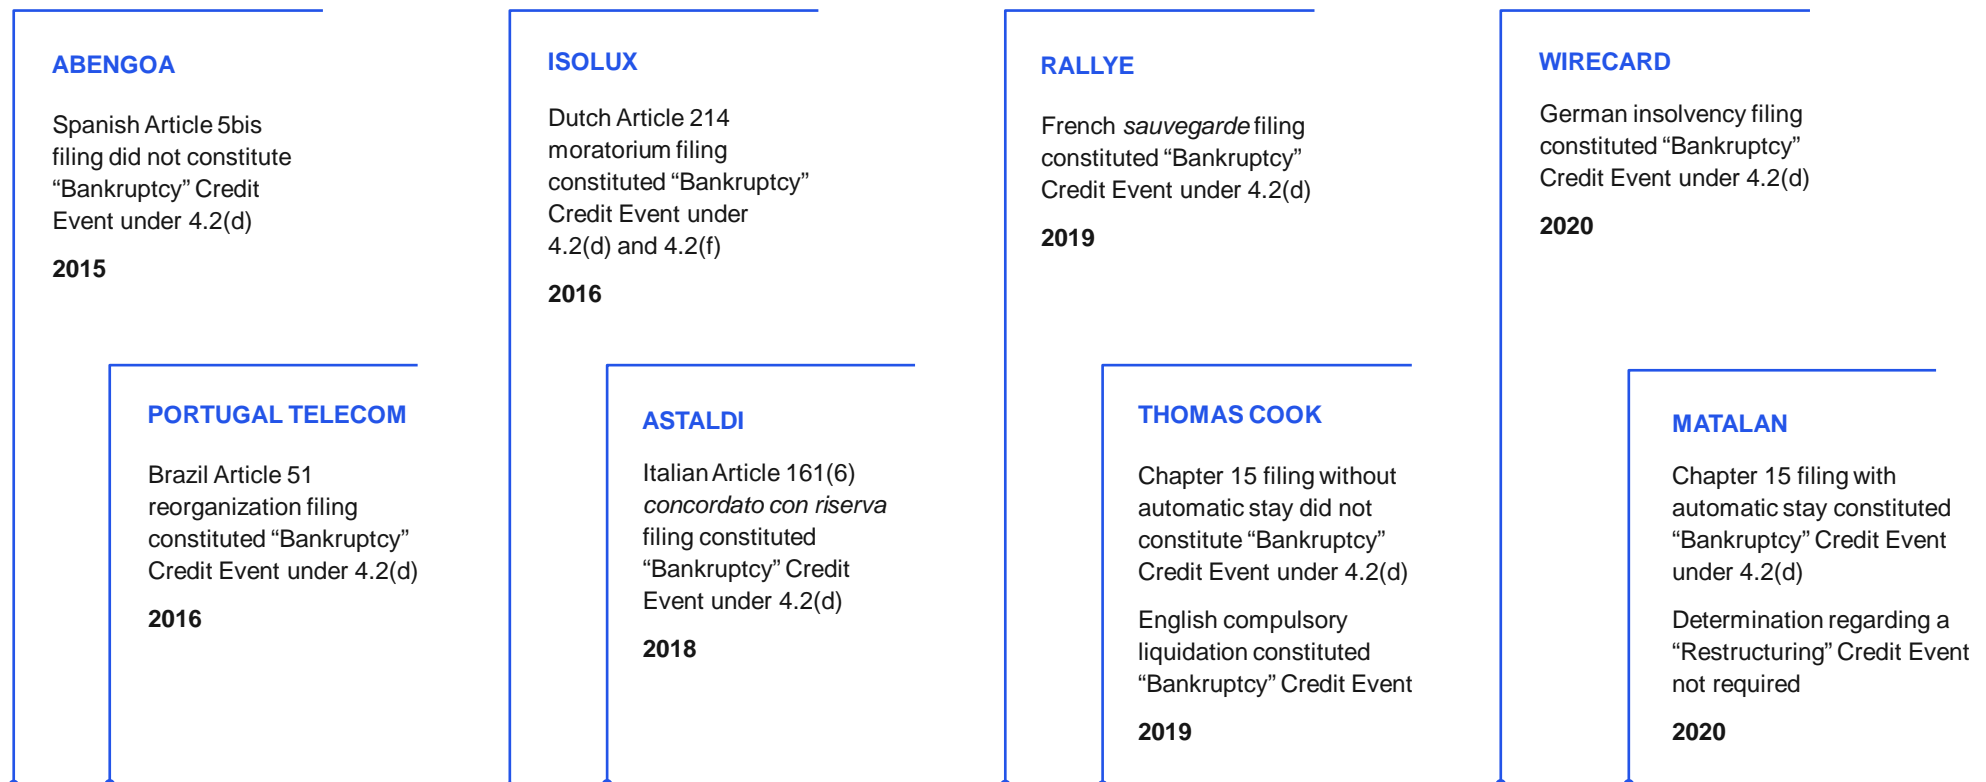 ABENGOA
Spanish Article 5bis
filing did not constitute
“Bankruptcy” Credit
Event under 4.2(d)
2015
PORTUGAL TELECOM
Brazil Article 51
reorganization filing
constituted “Bankruptcy”
Credit Event under 4.2(d)
2016
ISOLUX
Dutch Article 214
moratorium filing
constituted “Bankruptcy”
Credit Event under
4.2(d) and 4.2(f)
2016
ASTALDI
Italian Article 161(6)
concordato con riserva
filing constituted
“Bankruptcy” Credit
Event under 4.2(d)
2018
RALLYE
French sauvegarde filing
constituted “Bankruptcy”
Credit Event under 4.2(d)
2019
THOMAS COOK
Chapter 15 filing without
automatic stay did not
constitute “Bankruptcy”
Credit Event under 4.2(d)
English compulsory
liquidation constituted
“Bankruptcy” Credit Event
2019
WIRECARD
German insolvency filing
constituted “Bankruptcy”
Credit Event under 4.2(d)
2020
MATALAN
Chapter 15 filing with
automatic stay constituted
“Bankruptcy” Credit Event
under 4.2(d)
Determination regarding a
“Restructuring” Credit Event
not required
2020